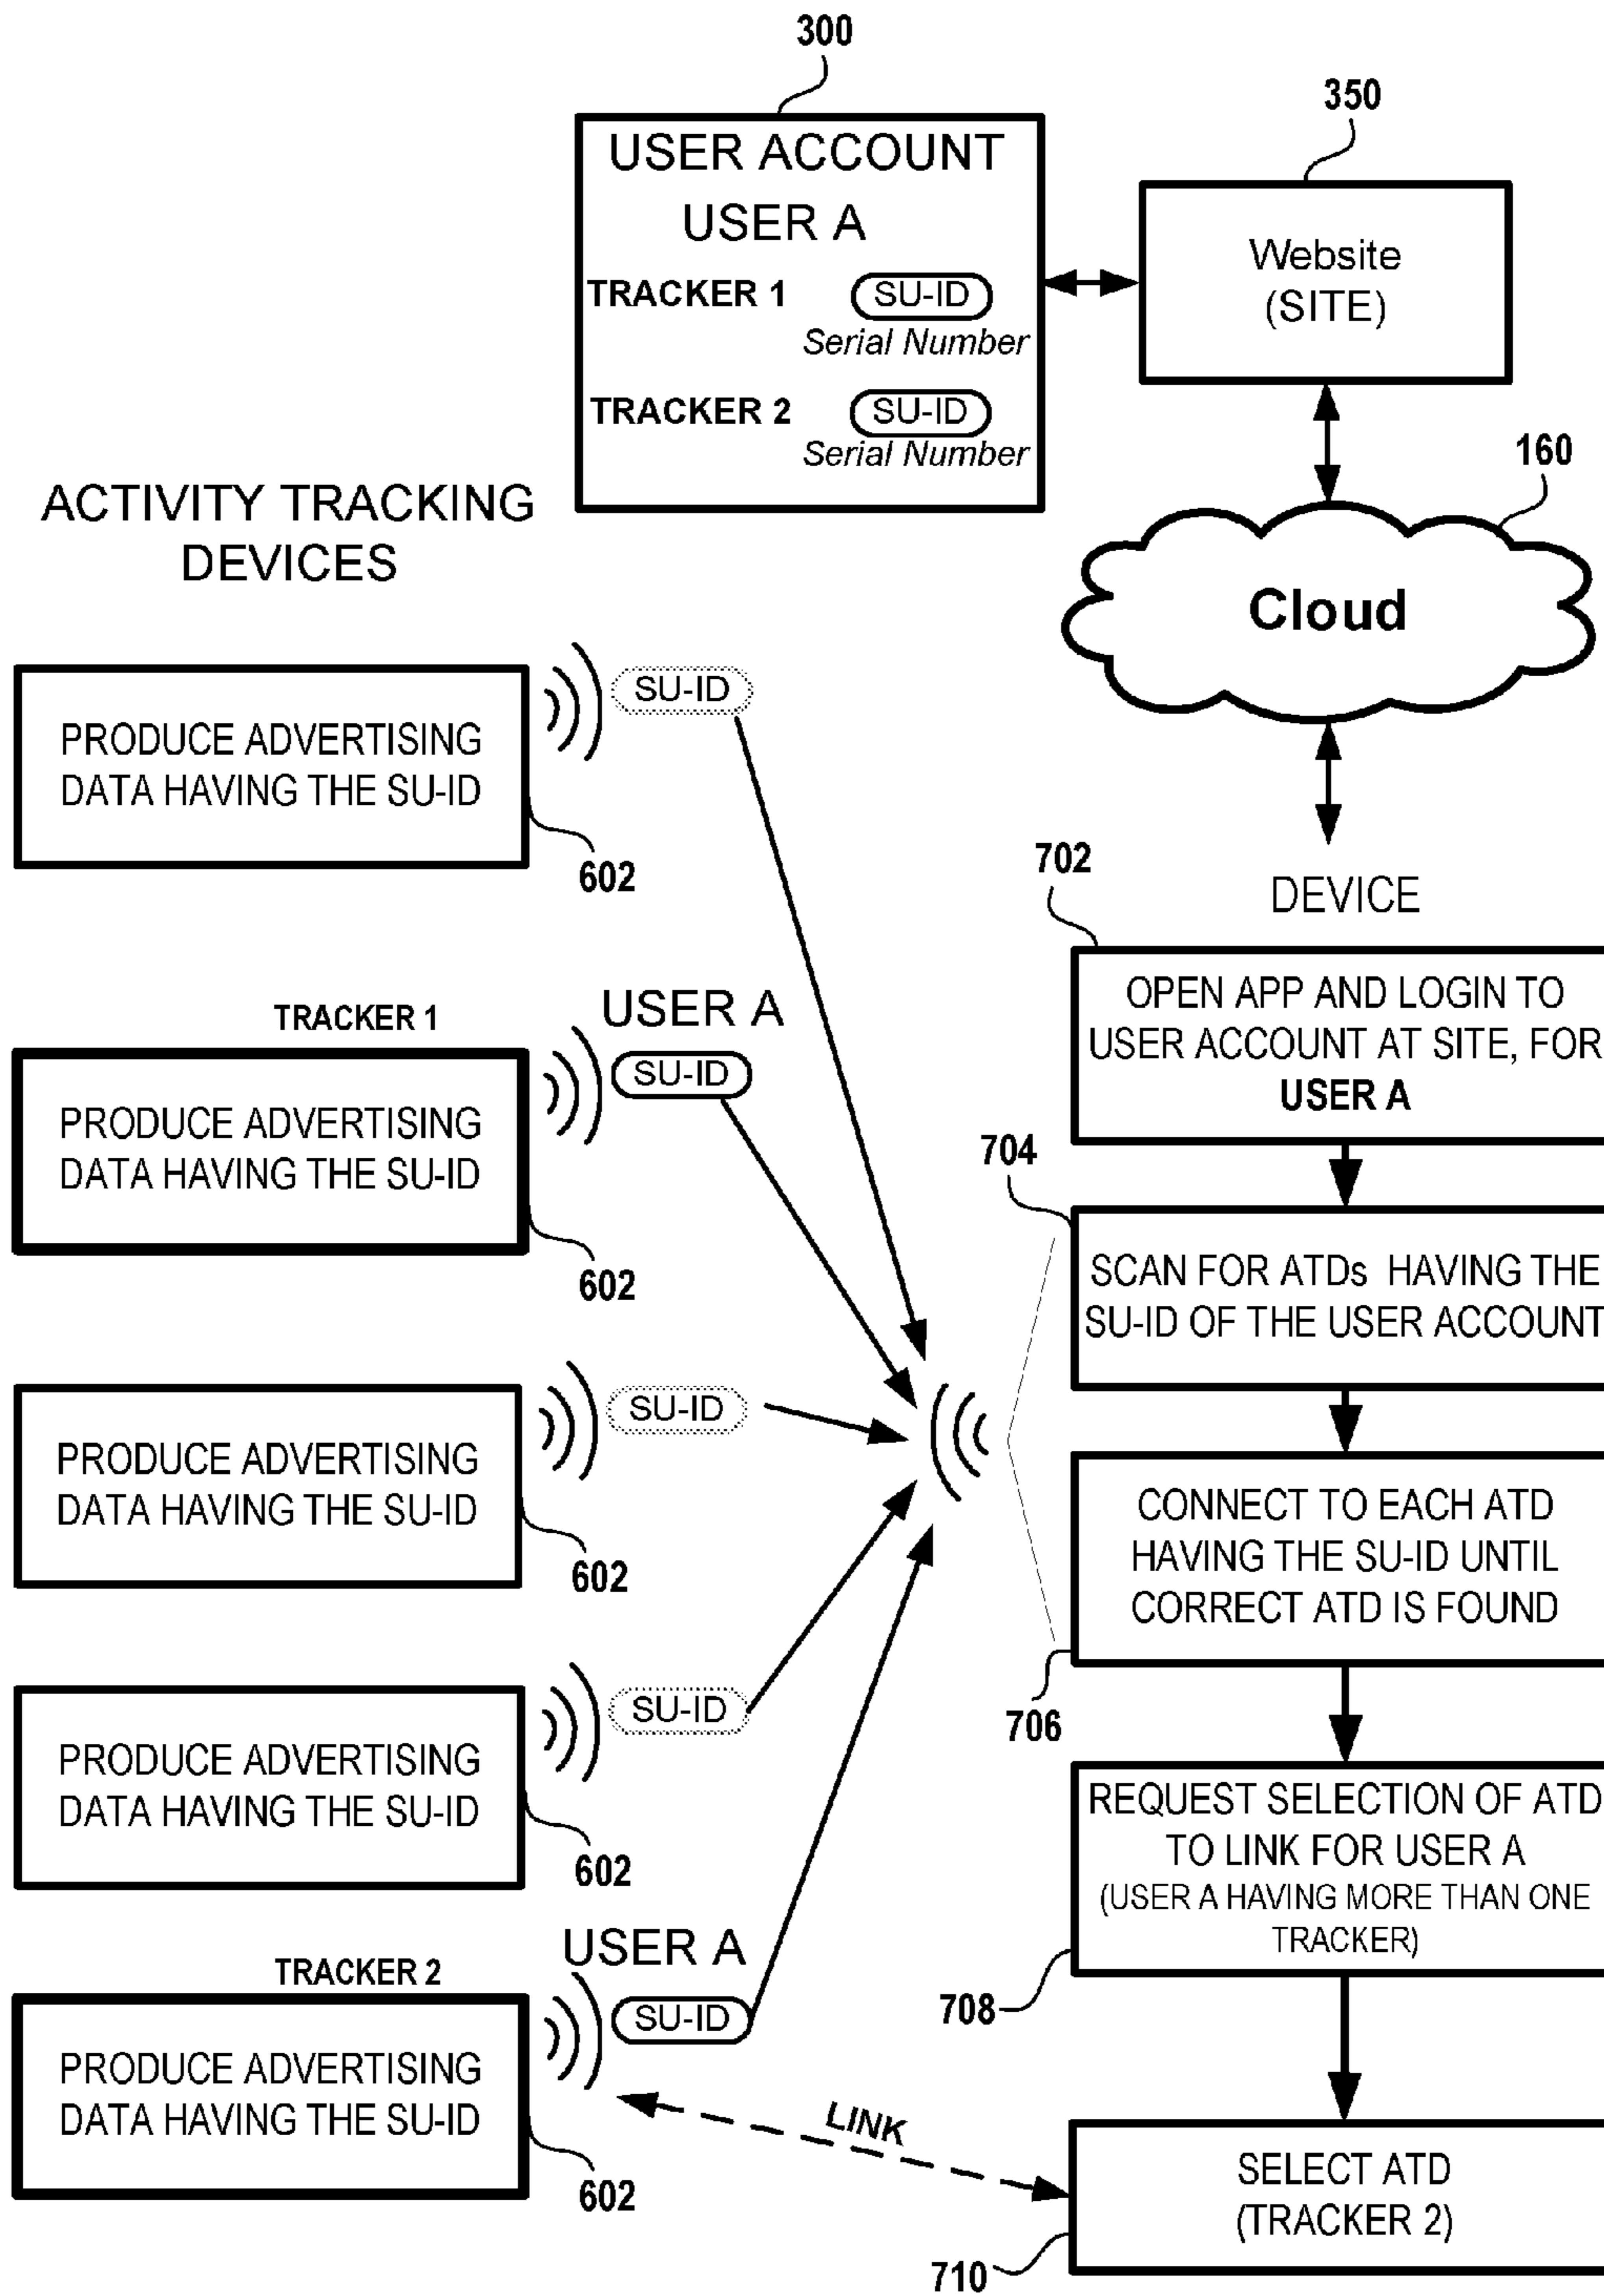 300
350
USER ACCOUNT
USER A
TRACKER 1
SU-ID
Serial Number
TRACKER 2
SU-ID
Serial Number
Website
(SITE)
160
Cloud
ACTIVITY TRACKING
DEVICES
PRODUCE ADVERTISING
DATA HAVING THE SU-ID
SU-ID
602
TRACKER 1
USER A
SU-ID
PRODUCE ADVERTISING
DATA HAVING THE SU-ID
602
SU-ID
PRODUCE ADVERTISING
DATA HAVING THE SU-ID
602
SU-ID
PRODUCE ADVERTISING
DATA HAVING THE SU-ID
602
TRACKER 2
USER A
SU-ID
PRODUCE ADVERTISING
DATA HAVING THE SU-ID
602
LINK
702
DEVICE
OPEN APP AND LOGIN TO
USER ACCOUNT AT SITE, FOR
USER A
704
SCAN FOR ATDs HAVING THE
SU-ID OF THE USER ACCOUNT
CONNECT TO EACH ATD
HAVING THE SU-ID UNTIL
CORRECT ATD IS FOUND
706
REQUEST SELECTION OF ATD
TO LINK FOR USER A
(USER A HAVING MORE THAN ONE
TRACKER)
708
SELECT ATD
(TRACKER 2)
710